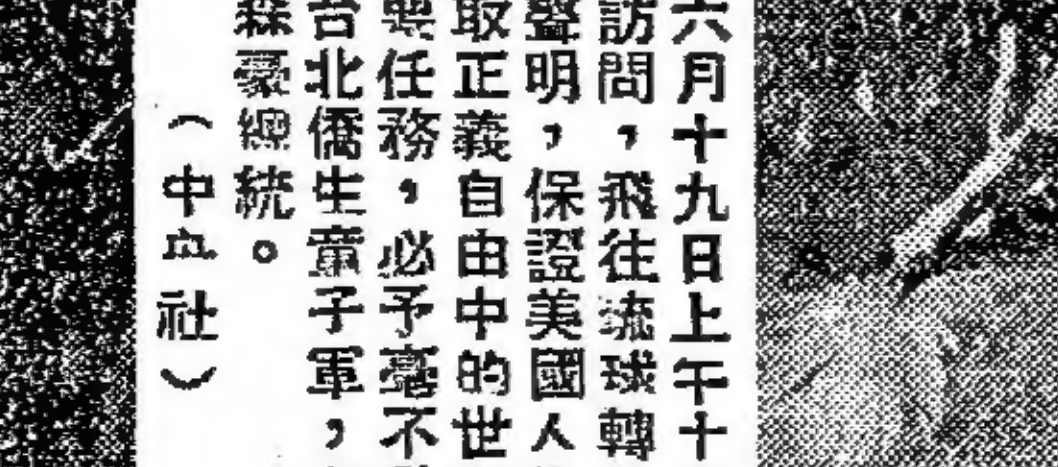 六月十九日上午十
訪問，飛往琉球轉
聲明，保證美國人
取正義自由中的世
任務，必予毫不
台北僑生童子軍，
森豪總統。
（中央社）